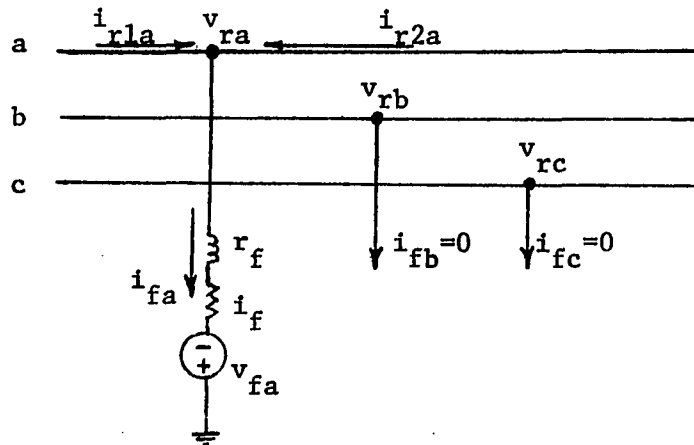 a
i_r1a
v_ra
i_r2a
b
v_rb
c
v_rc
r_f
i_fa
i_f
i_fb=0
i_fc=0
-
+
v_fa